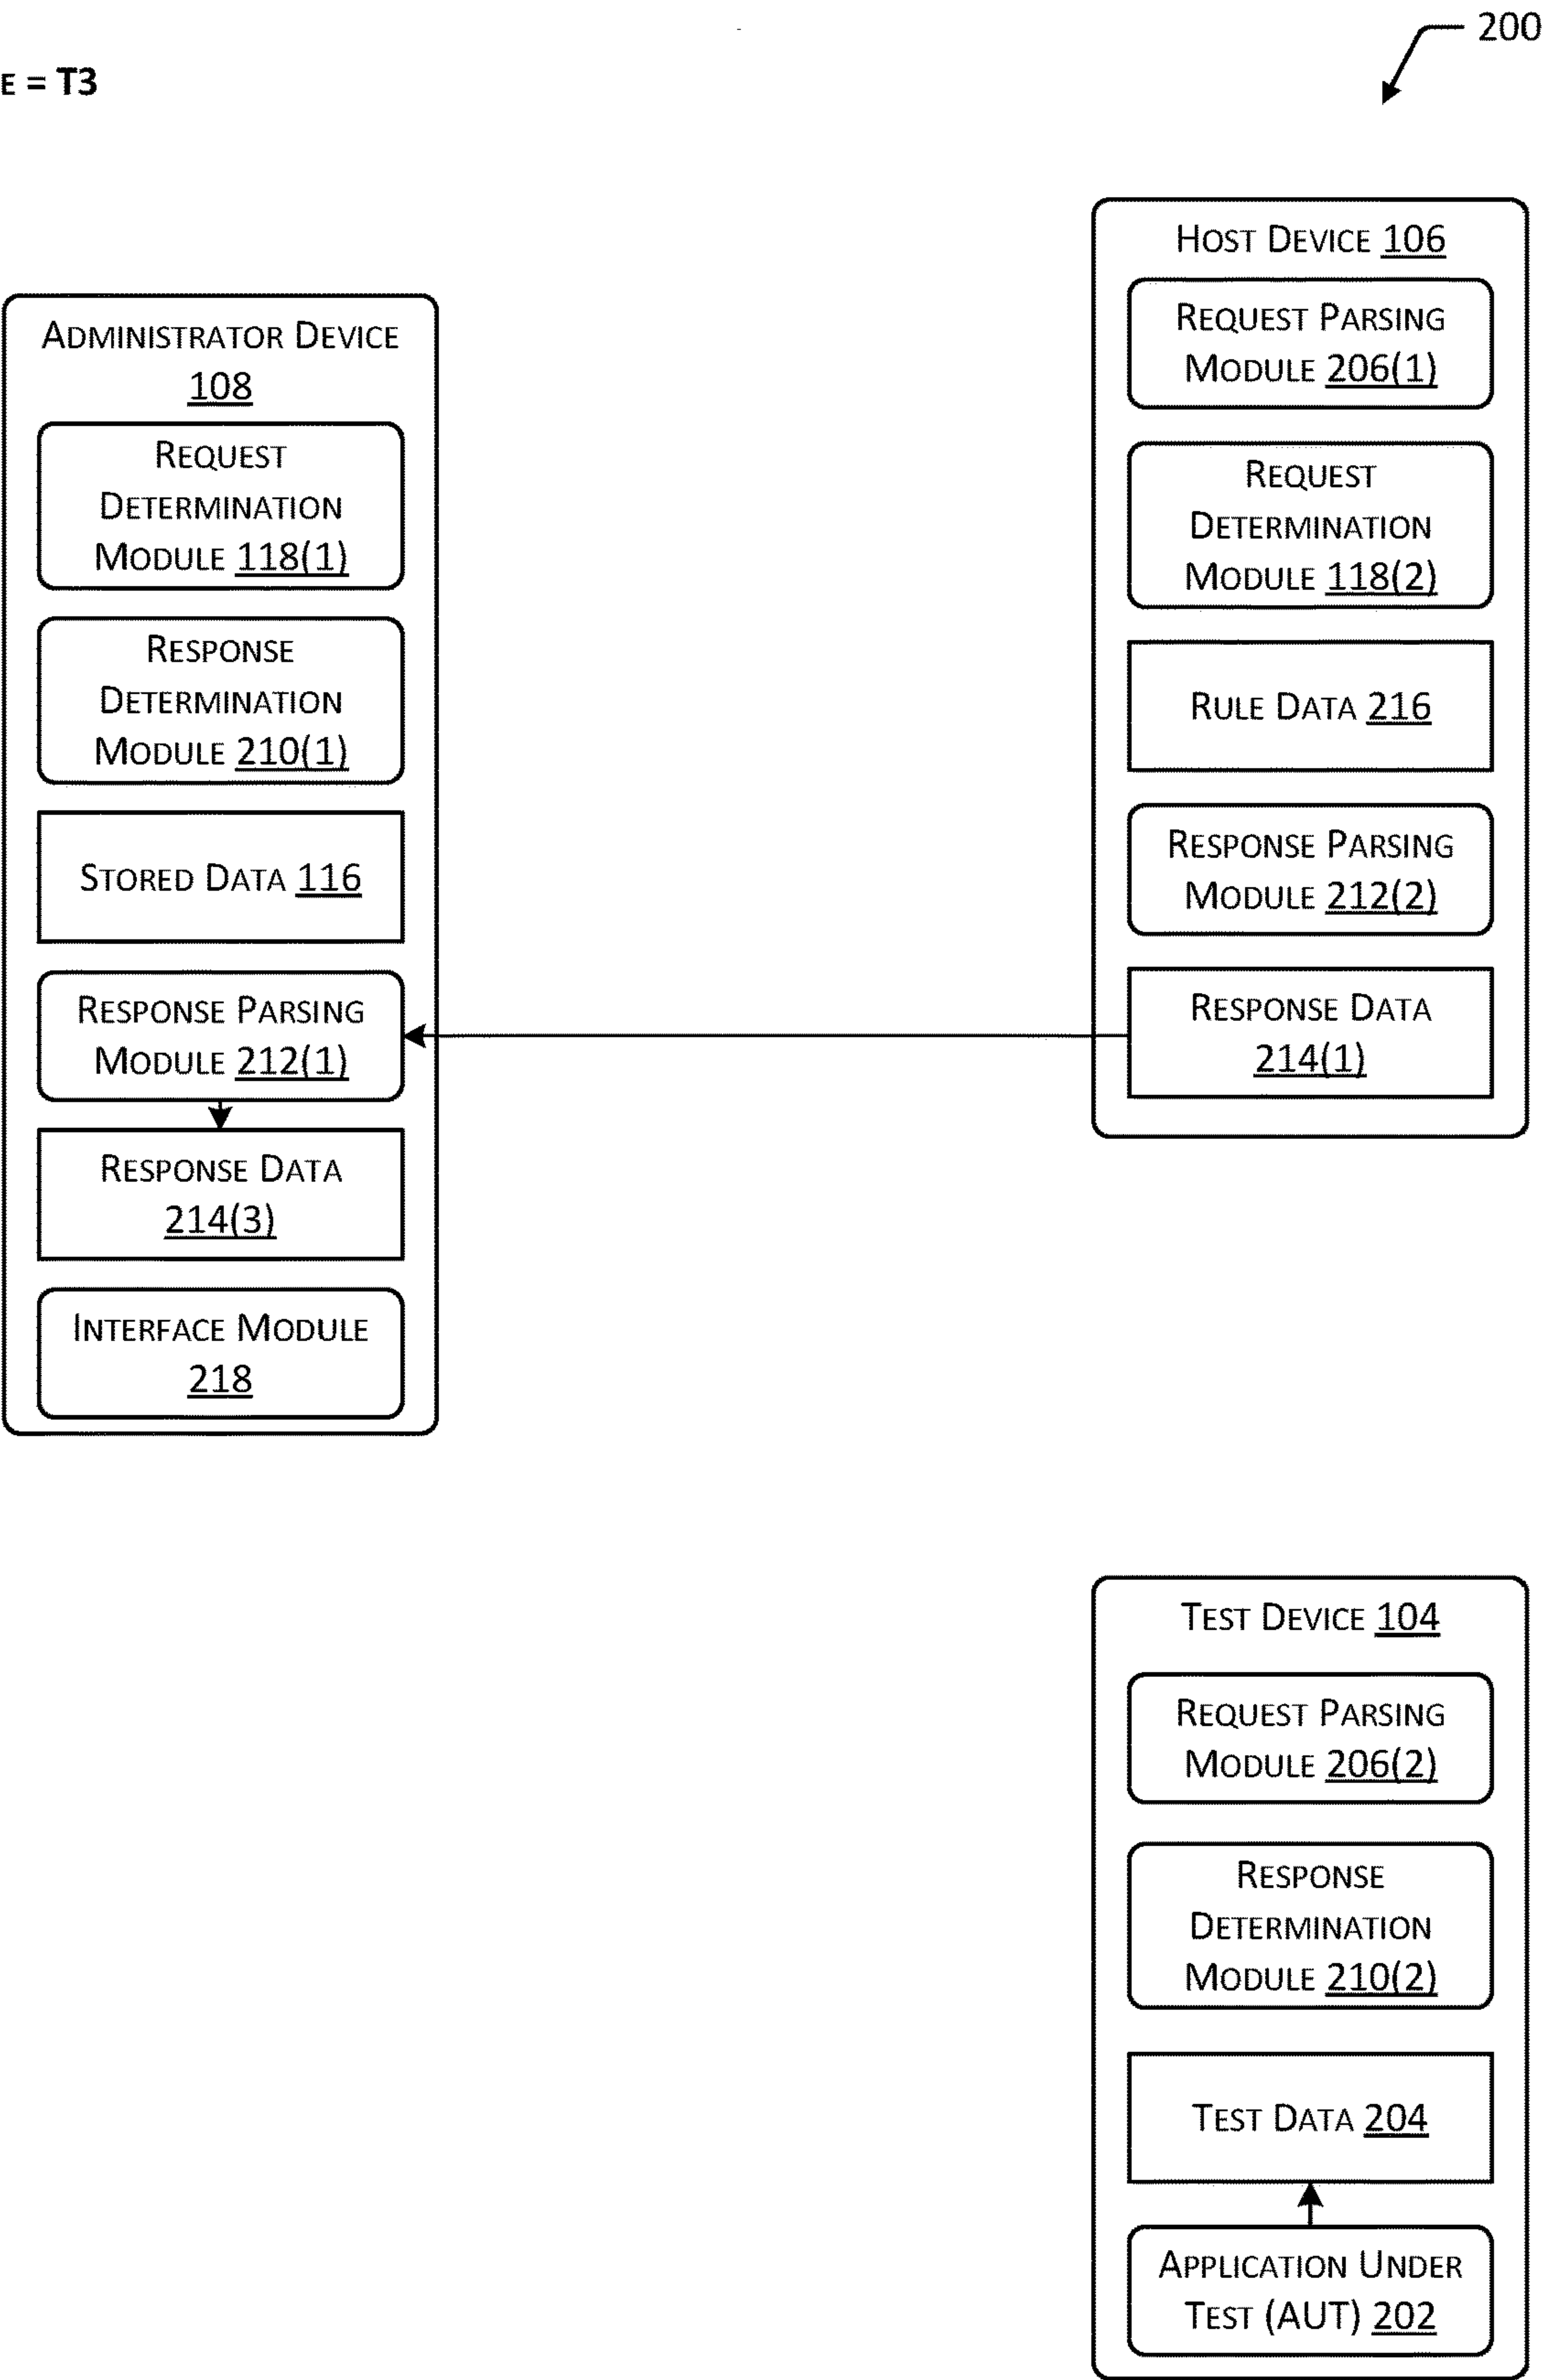 200
E = T3
HOST DEVICE 106
REQUEST PARSING
MODULE 206(1)
REQUEST
DETERMINATION
MODULE 118(2)
RULE DATA 216
RESPONSE PARSING
MODULE 212(2)
RESPONSE DATA
214(1)
ADMINISTRATOR DEVICE
108
REQUEST
DETERMINATION
MODULE 118(1)
RESPONSE
DETERMINATION
MODULE 210(1)
STORED DATA 116
RESPONSE PARSING
MODULE 212(1)
RESPONSE DATA
214(3)
INTERFACE MODULE
218
TEST DEVICE 104
REQUEST PARSING
MODULE 206(2)
RESPONSE
DETERMINATION
MODULE 210(2)
TEST DATA 204
APPLICATION UNDER
TEST (AUT) 202